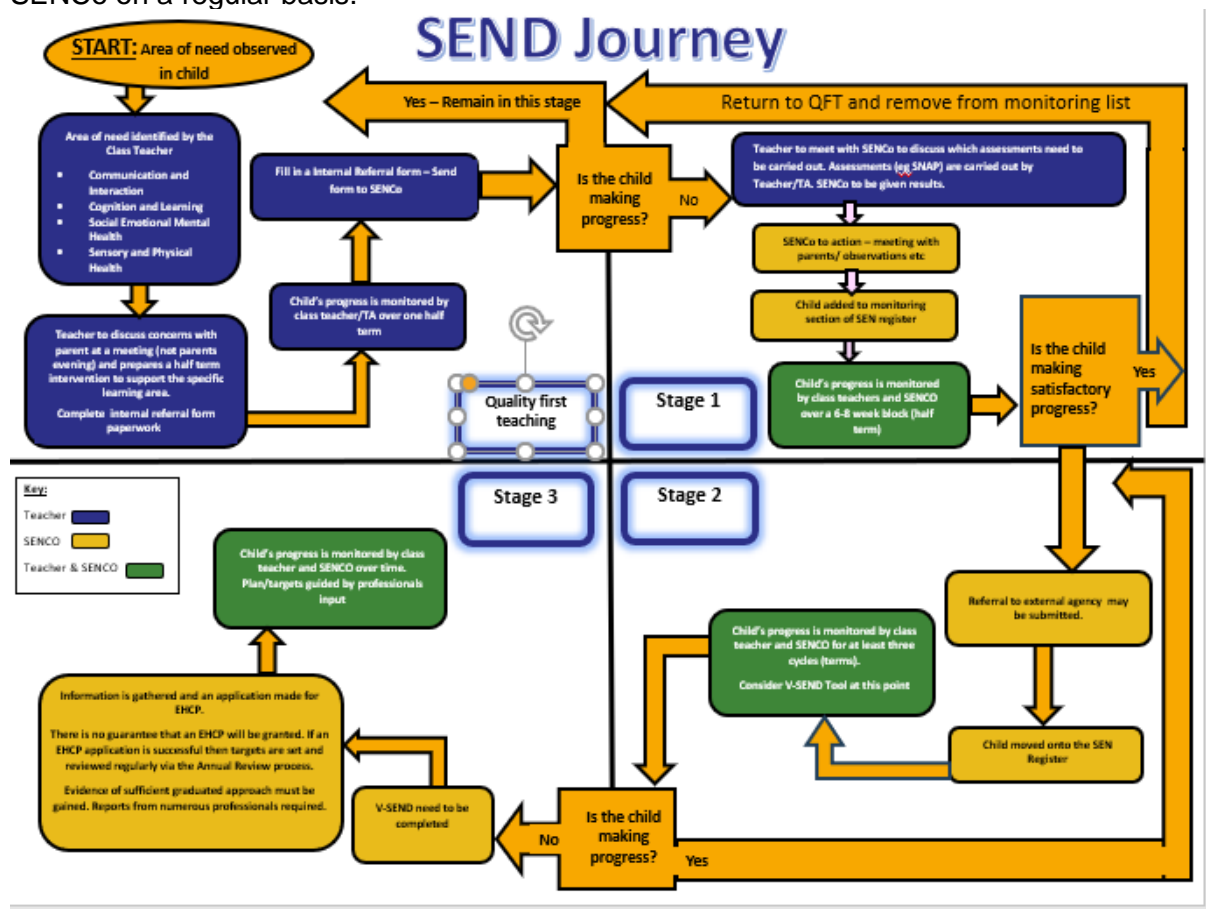 SENCo on a regular basis.
SEND Journey
START: Area of need observed
in child
Area of need identified by the
Class Teacher
▪ Communication and
Interaction
▪ Cognition and Learning
▪ Social Emotional Mental
Health
▪ Sensory and Physical
Health
Teacher to discuss concerns with
parent at a meeting (not parents
evening) and prepares a half term
intervention to support the specific
learning area.
Complete internal referral form
paperwork
Child's progress is monitored by
class teacher/TA over one half
term
Fill in a Internal Referral form – Send
form to SENCo
Yes – Remain in this stage
Is the child
making
progress?
No
Return to QFT and remove from monitoring list
Teacher to meet with SENCo to discuss which assessments need to
be carried out. Assessments (eg SNAP) are carried out by
Teacher/TA. SENCo to be given results.
SENCo to action – meeting with
parents/ observations etc
Child added to monitoring
section of SEN register
Child's progress is monitored
by class teachers and SENCO
over a 6-8 week block (half
term)
Is the child
making
satisfactory
progress?
Yes
Quality first
teaching
Stage 1
Stage 3
Stage 2
Key:
Teacher
SENCO
Teacher & SENCO
Referral to external agency may
be submitted.
Child moved onto the SEN
Register
Child's progress is monitored by class
teacher and SENCO for at least three
cycles (terms).
Consider V-SEND Tool at this point
Is the child
making
progress?
Yes
No
V-SEND need to be
completed
Information is gathered and an application made for
EHCP.
There is no guarantee that an EHCP will be granted. If an
EHCP application is successful then targets are set and
reviewed regularly via the Annual Review process.
Evidence of sufficient graduated approach must be
gained. Reports from numerous professionals required.
Child's progress is monitored by class
teacher and SENCO over time.
Plan/targets guided by professionals
input